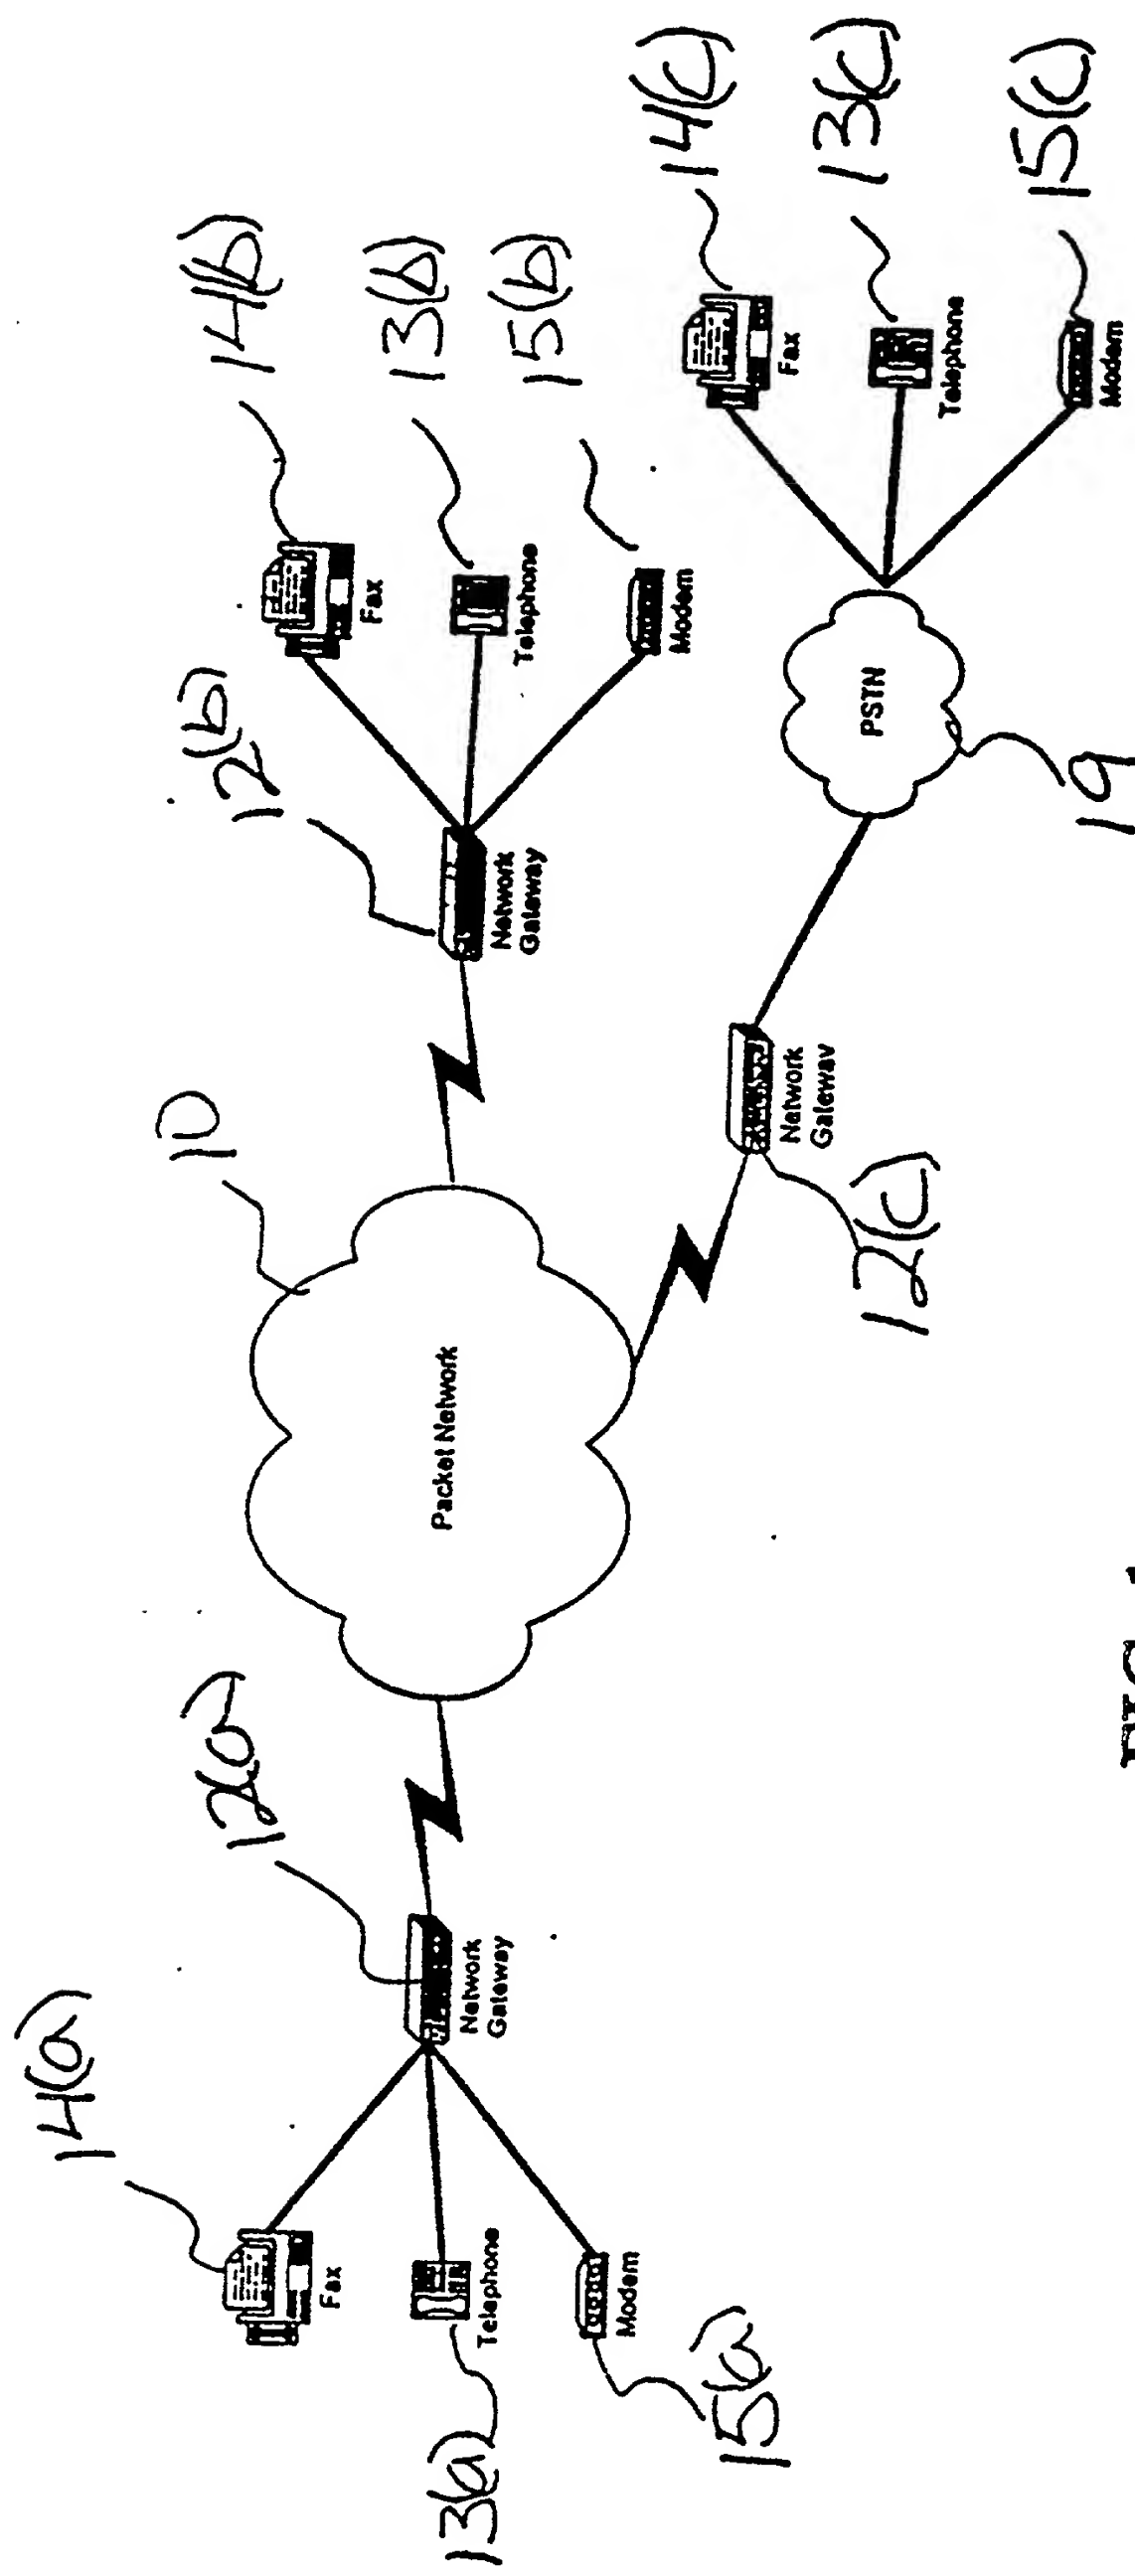 14(a)
Fax
13(a)
Telephone
15(a)
Modem
12(a)
Network
Gateway
10
Packet Network
12(b)
Network
Gateway
14(b)
Fax
13(b)
Telephone
15(b)
Modem
12(c)
Network
Gateway
PSTN
19
14(c)
Fax
13(c)
Telephone
15(c)
Modem